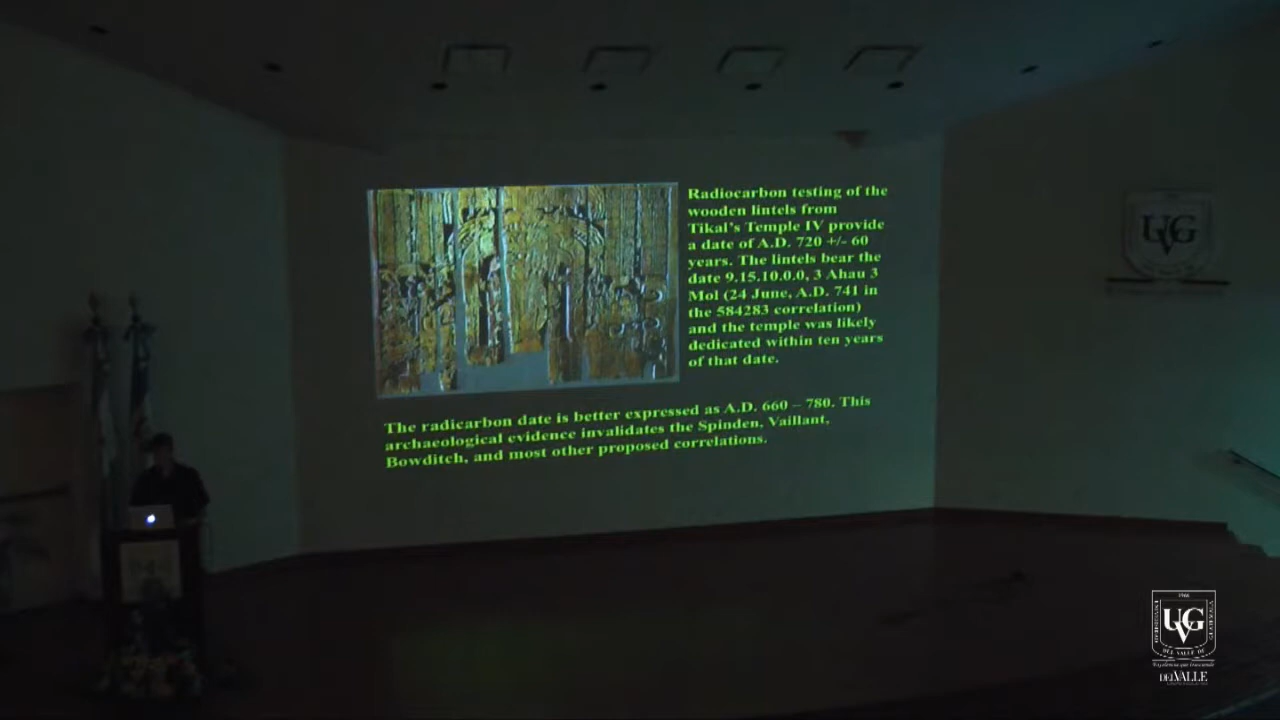 Radiocarbon testing of the
wooden lintels from
Tikal's Temple IV provide
a date of A.D. 720 +/- 60
years. The lintels bear the
date 9.15.10.0.0, 3 Ahau 3
Mol (24 June, A.D. 741 in
the 584283 correlation)
and the temple was likely
dedicated within ten years
of that date.
The radicarbon date is better expressed as A.D. 660 – 780. This
archaeological evidence invalidates the Spinden, Vaillant,
Bowditch, and most other proposed correlations.
UVG
UVG
DEL VALLE DE
DEL VALLE